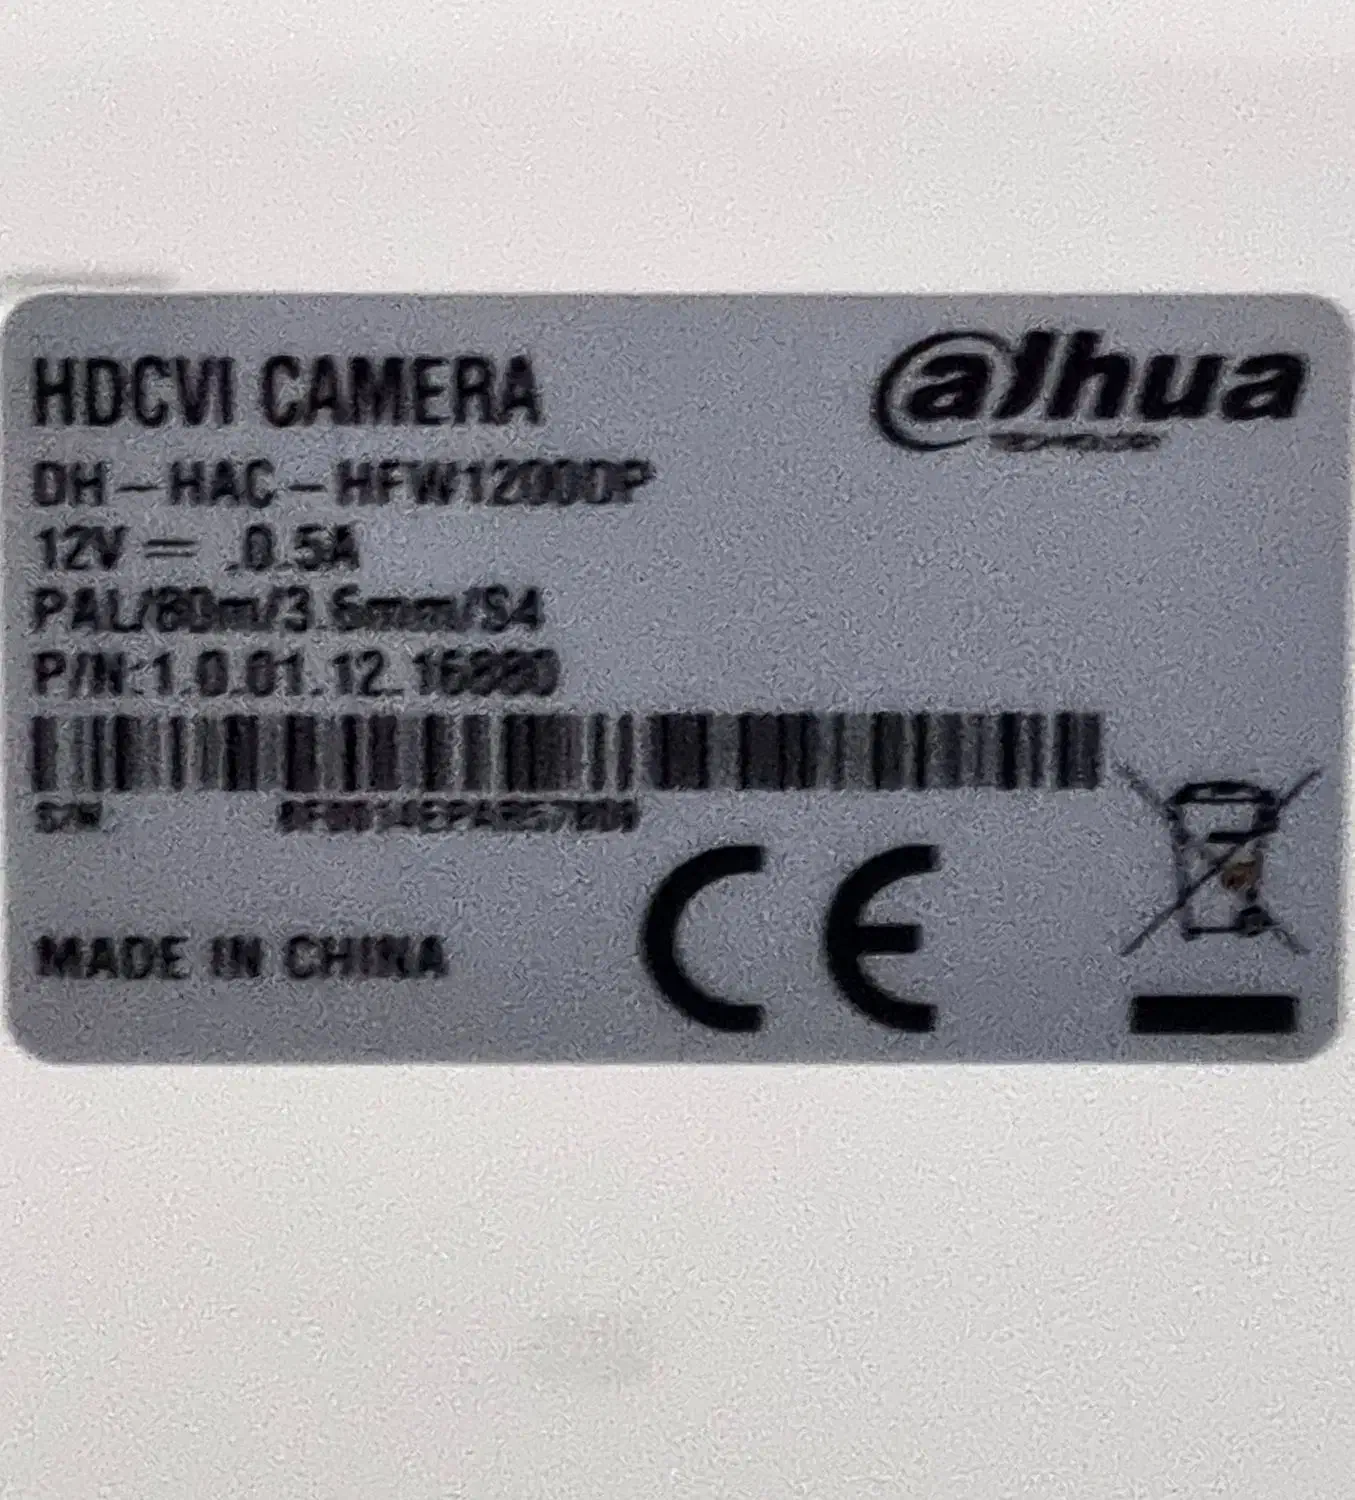 HDCVI CAMERA
alhua
TECHNOLOGY
DH-HAC-HFW1200DP
12V ⎓ .0.5A
PAL/80m/3.6mm/S4
P/N:1.0.01.12.16880
S/N
MADE IN CHINA
CE